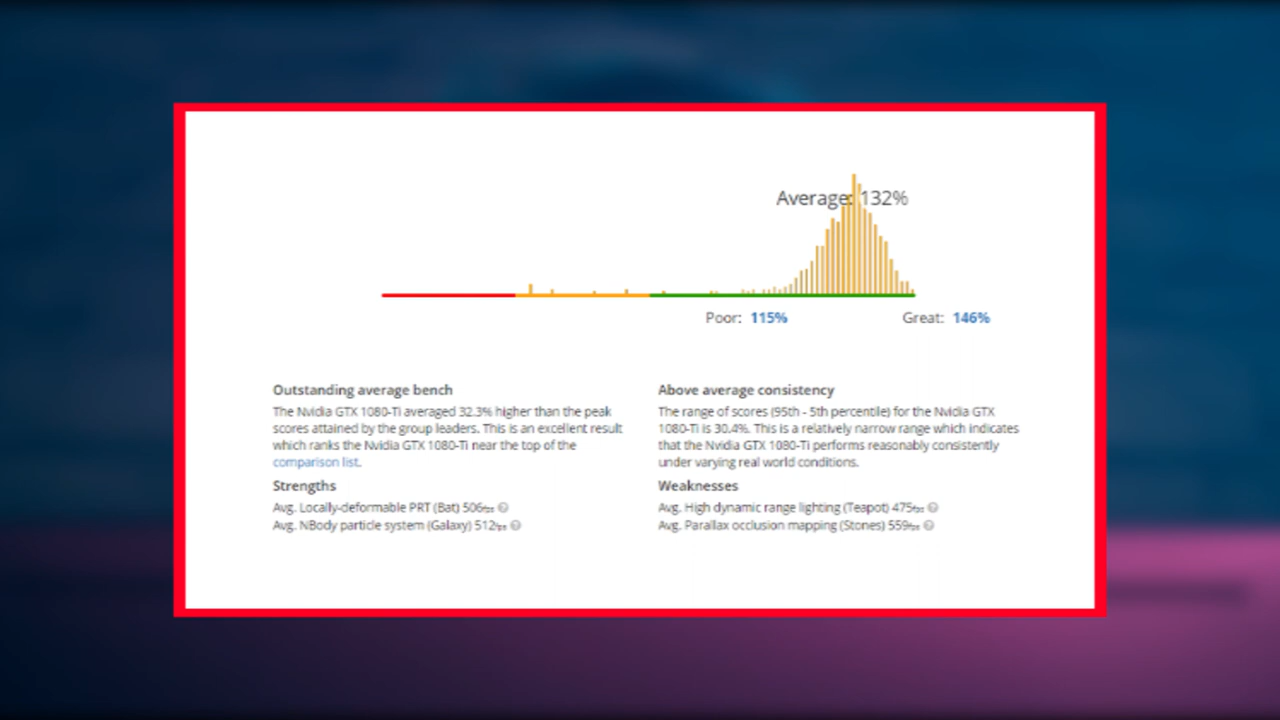 Average: 132%
Poor: 115%
Great: 146%
Outstanding average bench
The Nvidia GTX 1080-Ti averaged 32.3% higher than the peak
scores attained by the group leaders. This is an excellent result
which ranks the Nvidia GTX 1080-Ti near the top of the
comparison list.
Strengths
Avg. Locally-deformable PRT (Bat) 506fps
Avg. NBody particle system (Galaxy) 512fps
Above average consistency
The range of scores (95th - 5th percentile) for the Nvidia GTX
1080-Ti is 30.4%. This is a relatively narrow range which indicates
that the Nvidia GTX 1080-Ti performs reasonably consistently
under varying real world conditions.
Weaknesses
Avg. High dynamic range lighting (Teapot) 475fps
Avg. Parallax occlusion mapping (Stones) 559fps